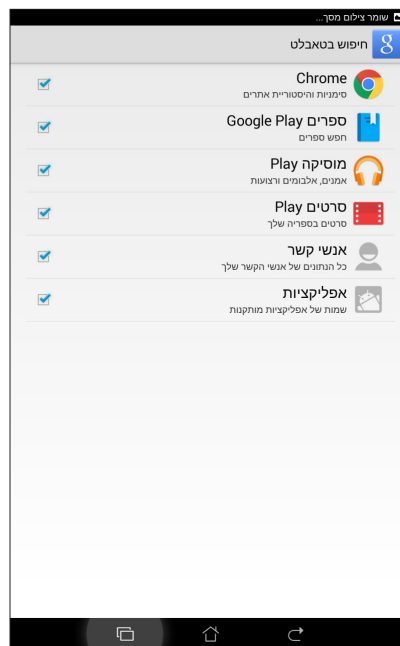 שומר צילום מסך...
חיפוש בטאבלט
Chrome
סימניות והיסטוריית אתרים
ספרים Google Play
חפש ספרים
מוסיקה Play
אמנים, אלבומים ורצועות
סרטים Play
סרטים בספריה שלך
אנשי קשר
כל הנתונים של אנשי הקשר שלך
אפליקציות
שמות של אפליקציות מותקנות